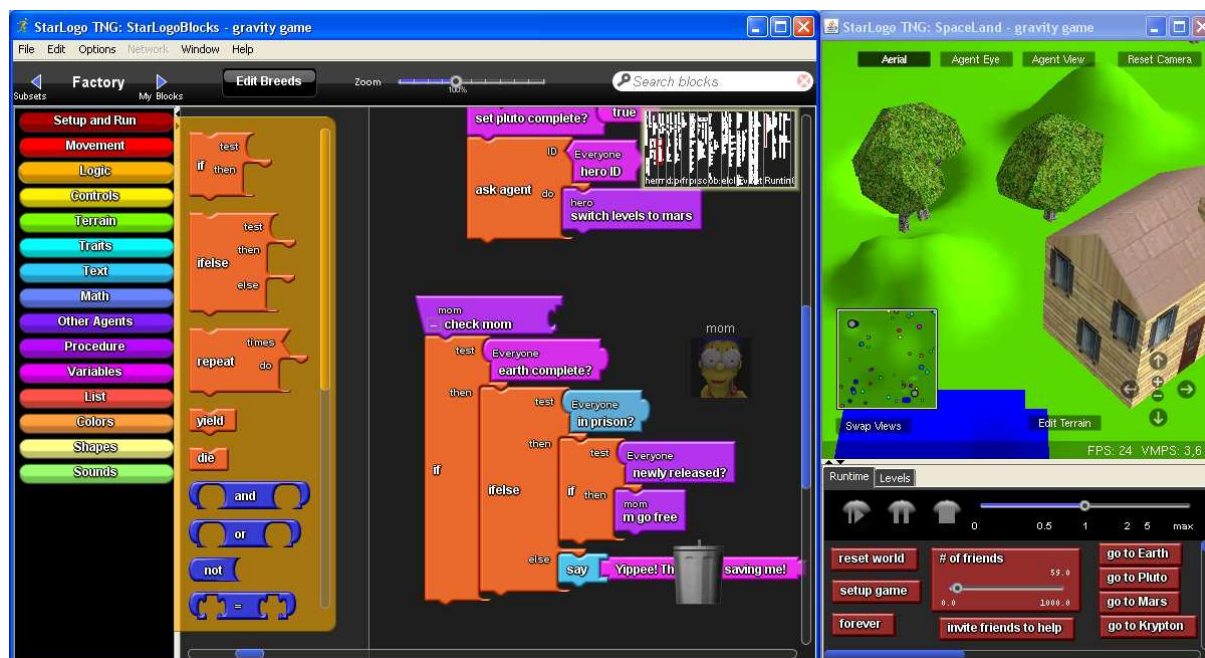 StarLogo TNG: StarLogoBlocks - gravity game
File Edit Options Network Window Help
Subsets
Factory
My Blocks
Edit Breeds
Zoom
100%
Search blocks
Setup and Run
Movement
Logic
Controls
Terrain
Traits
Text
Math
Other Agents
Procedure
Variables
List
Colors
Shapes
Sounds
test
if then
test
then
ifelse
else
times
repeat do
yield
die
and
or
not
=
set pluto complete? true
ID Everyone
hero ID
ask agent do
hero
switch levels to mars
mom
check mom
test Everyone
earth complete?
then
test Everyone
in prison?
then
test Everyone
newly released?
if
ifelse
if then
mom
m go free
else
say Yippee! saving me!
mom
StarLogo TNG: SpaceLand - gravity game
Aerial Agent Eye Agent View Reset Camera
Swap Views
Edit Terrain
FPS: 24 VMPS: 3,6
Runtime Levels
0 0.5 1 2 5 max
reset world
setup game
forever
# of friends
59.0
0.0 1000.0
invite friends to help
go to Earth
go to Pluto
go to Mars
go to Krypton